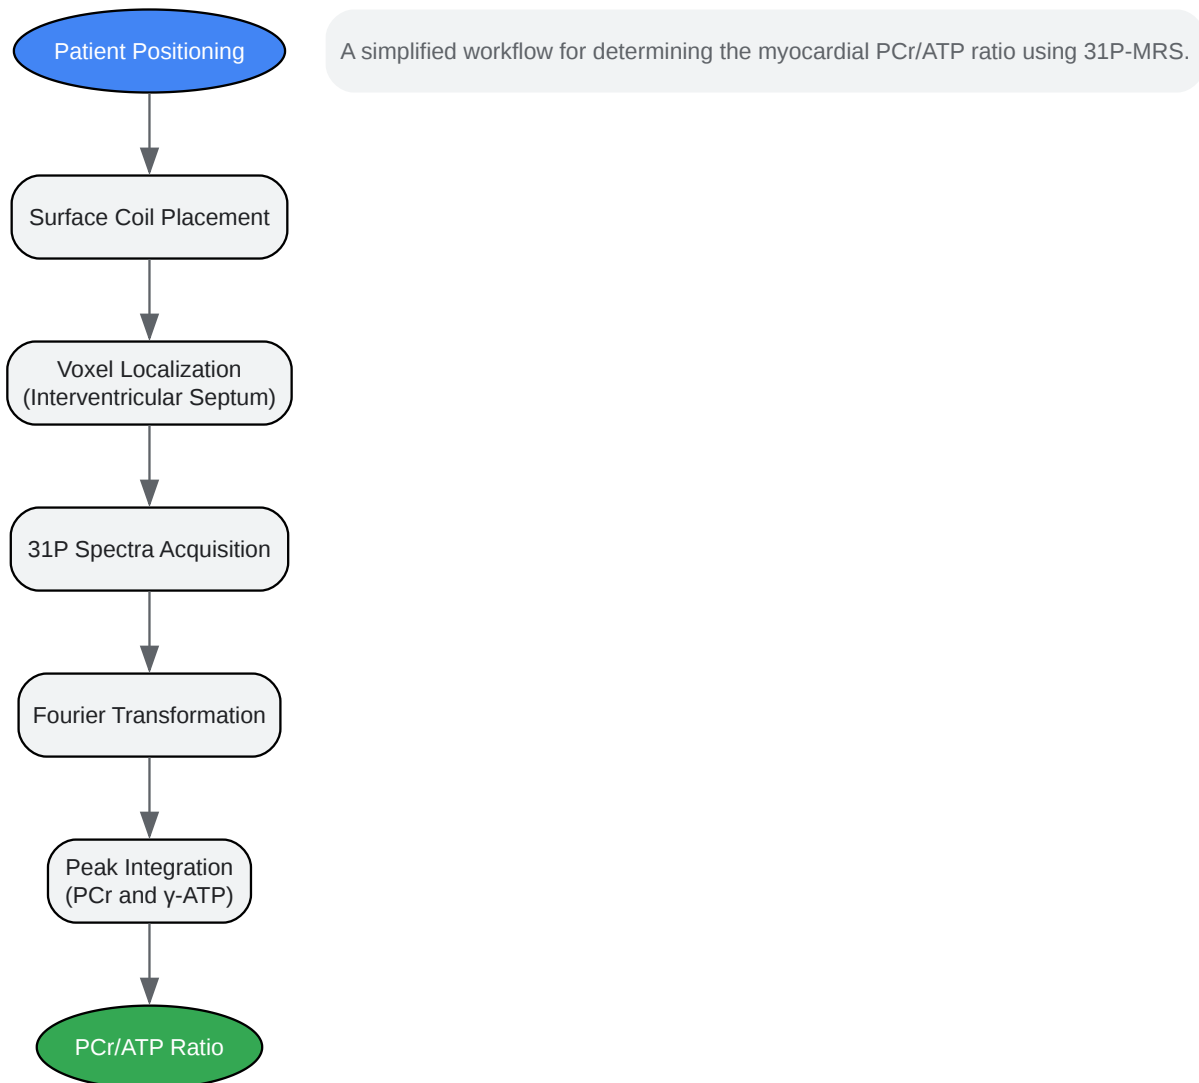 Patient Positioning
A simplified workflow for determining the myocardial PCr/ATP ratio using 31P-MRS.
Surface Coil Placement
Voxel Localization
(Interventricular Septum)
31P Spectra Acquisition
Fourier Transformation
Peak Integration
(PCr and γ-ATP)
PCr/ATP Ratio